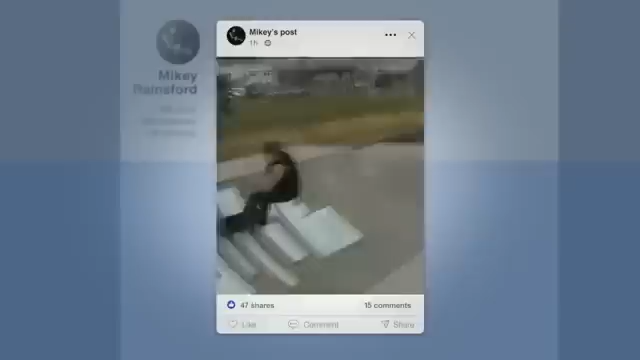 Mikey's post
1h
Mikey
Rainsford
47 shares
15 comments
Like
Comment
Share